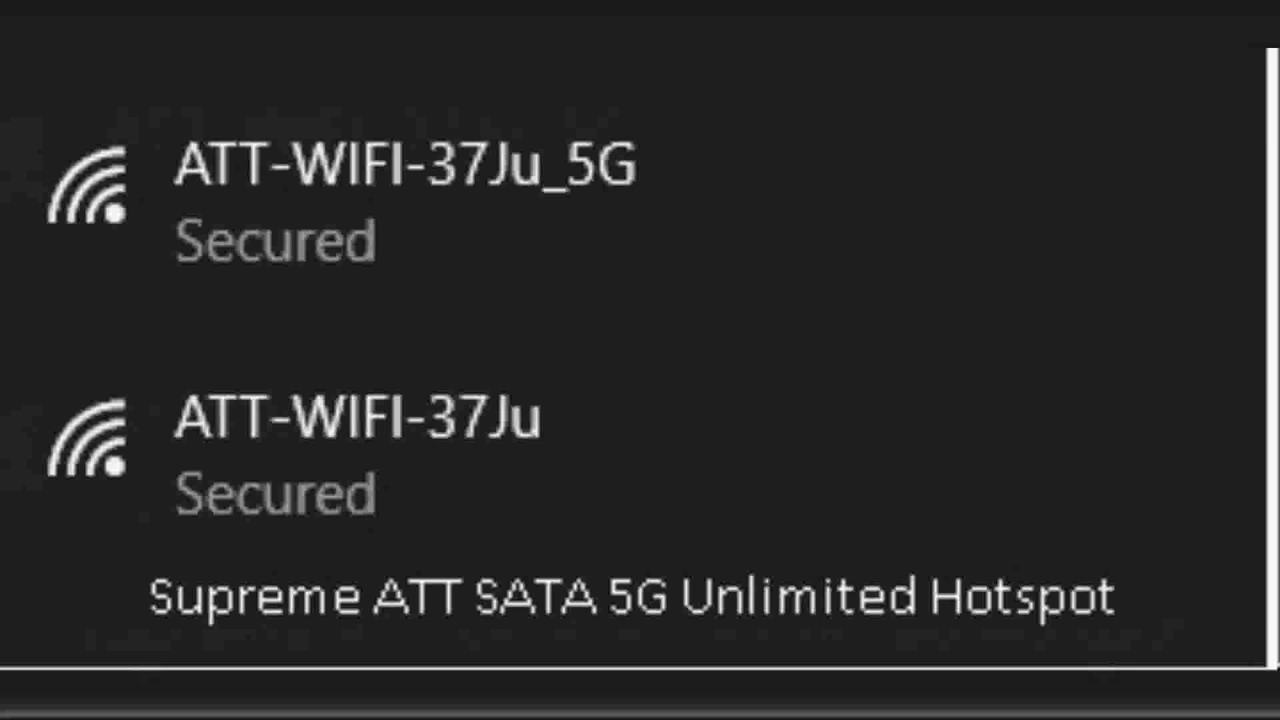 ATT-WIFI-37Ju_5G
Secured
ATT-WIFI-37Ju
Secured
Supreme ATT SATA 5G Unlimited Hotspot